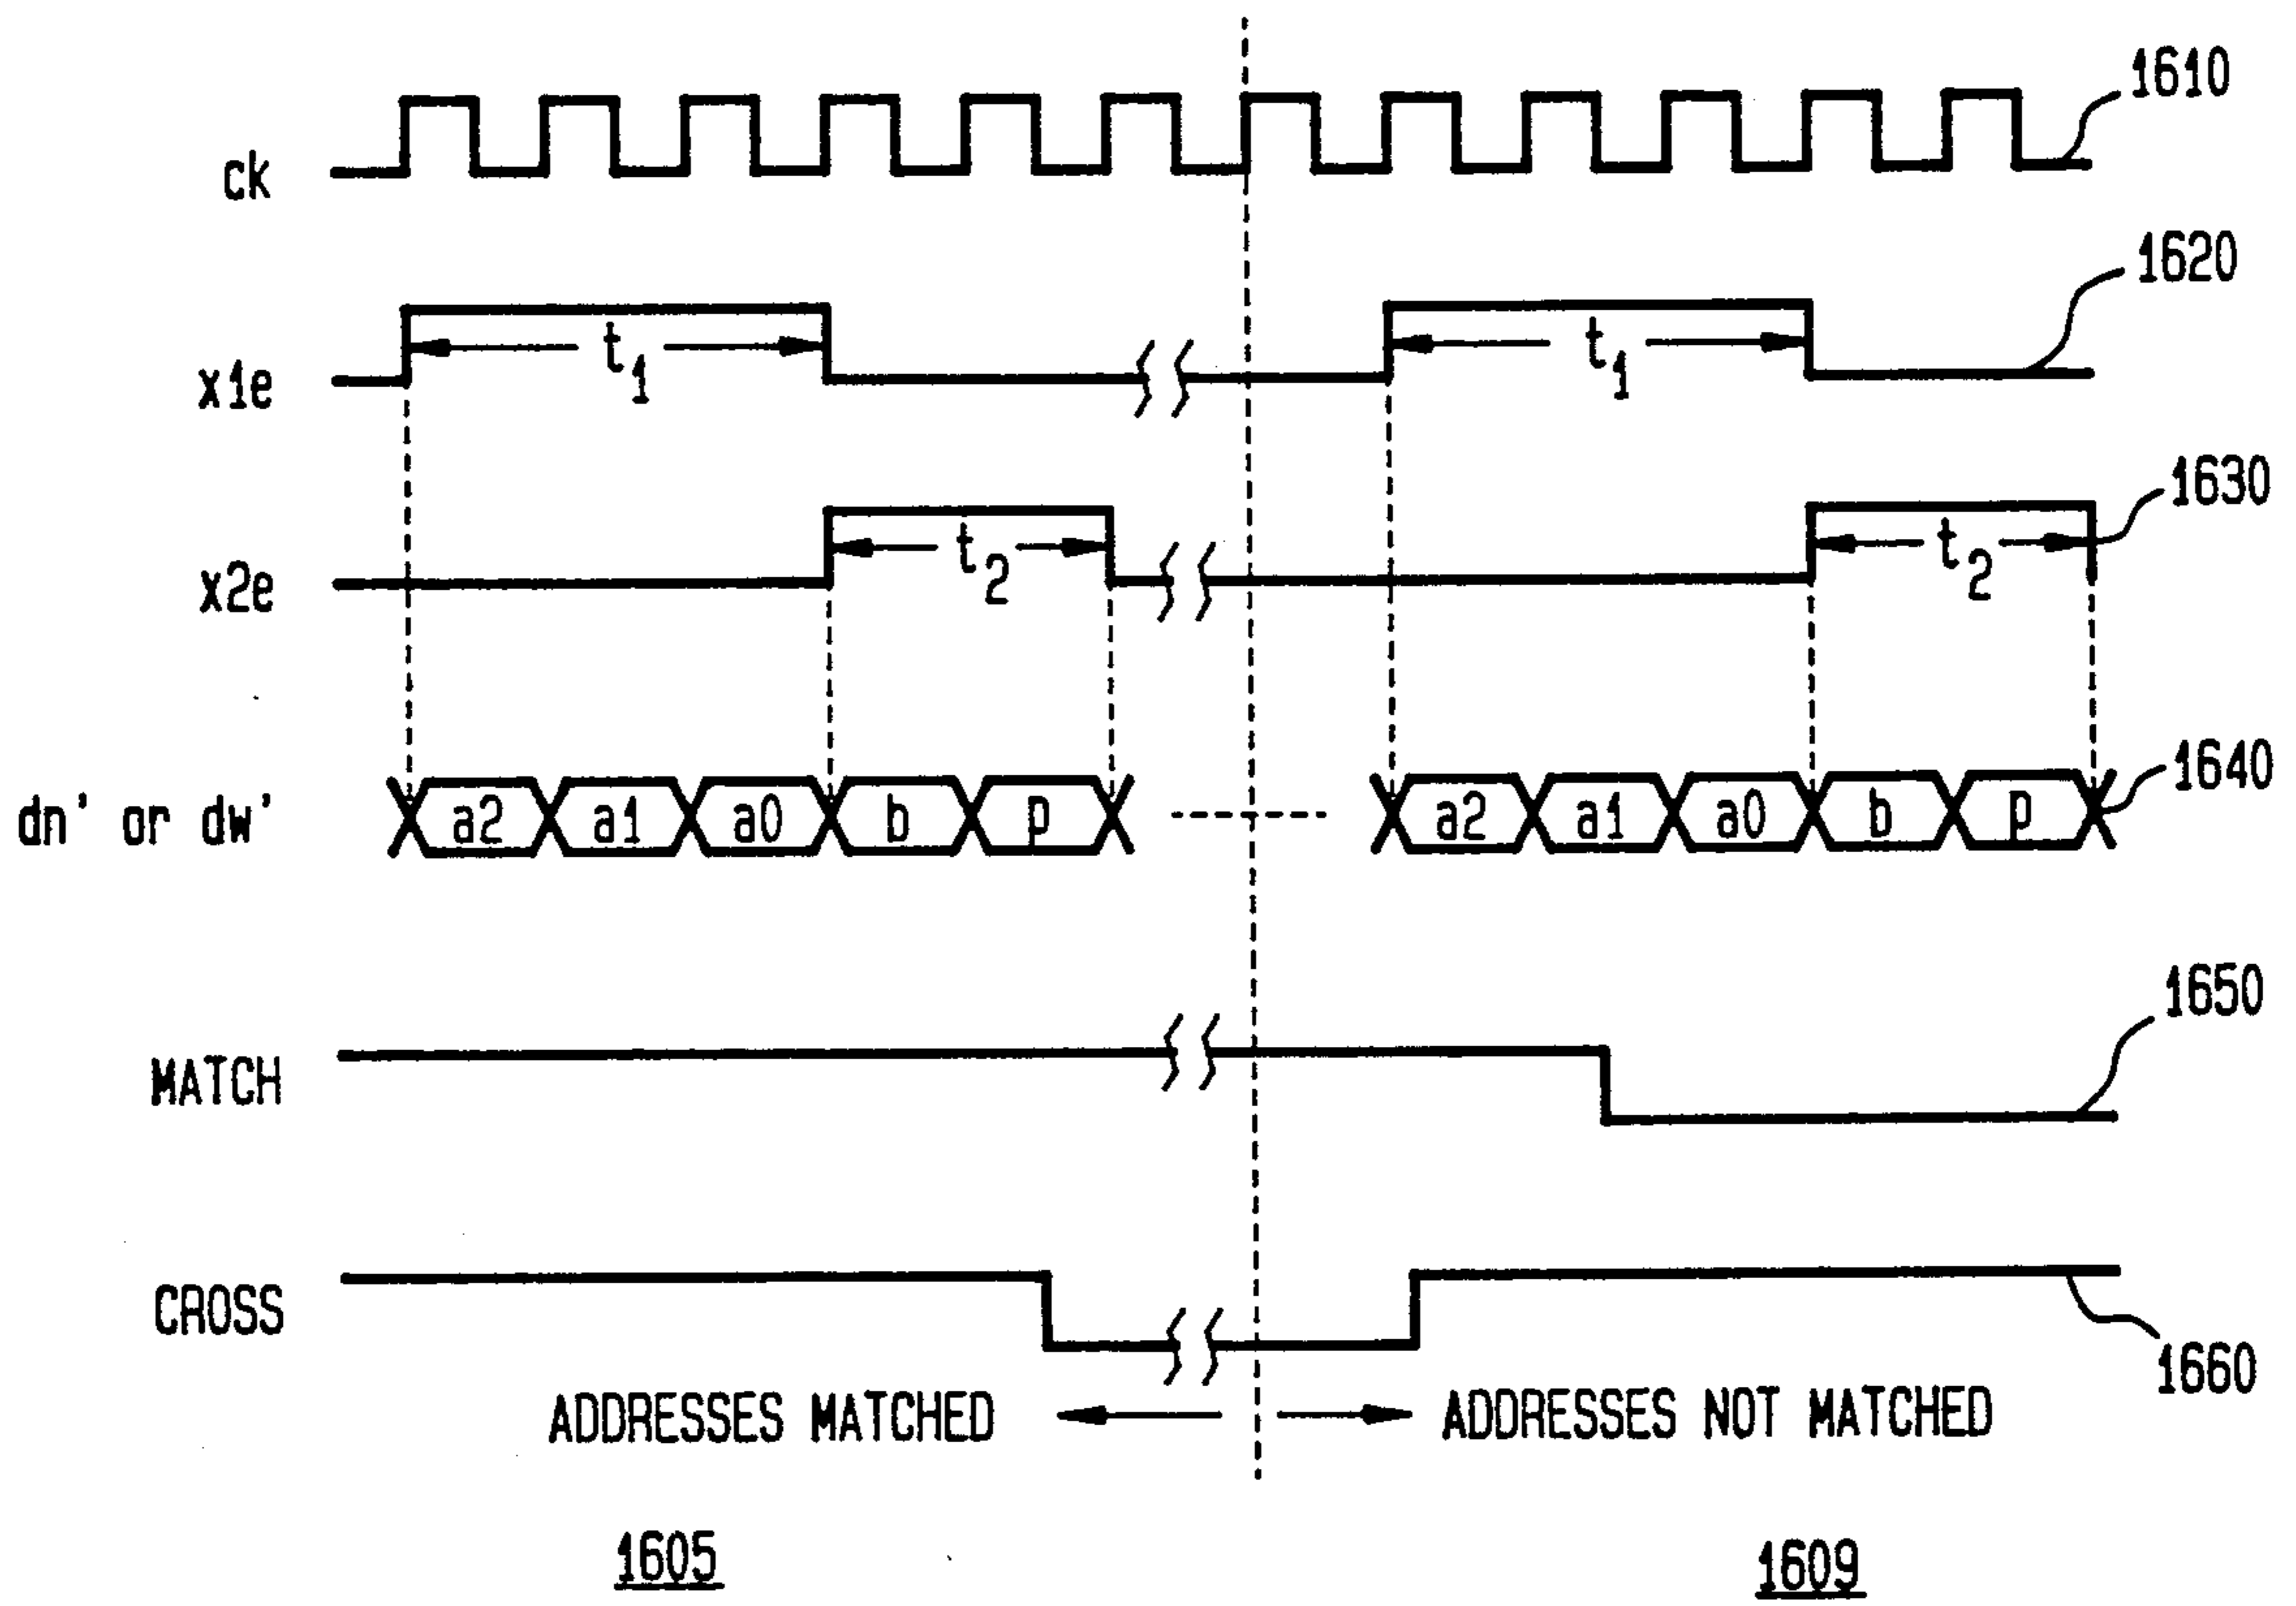 1610
ck
1620
x1e t1 t1
1630
x2e t2 t2
1640
dn' or dw' a2 a1 a0 b p a2 a1 a0 b p
1650
MATCH
CROSS
1660
ADDRESSES MATCHED ADDRESSES NOT MATCHED
1605 1609